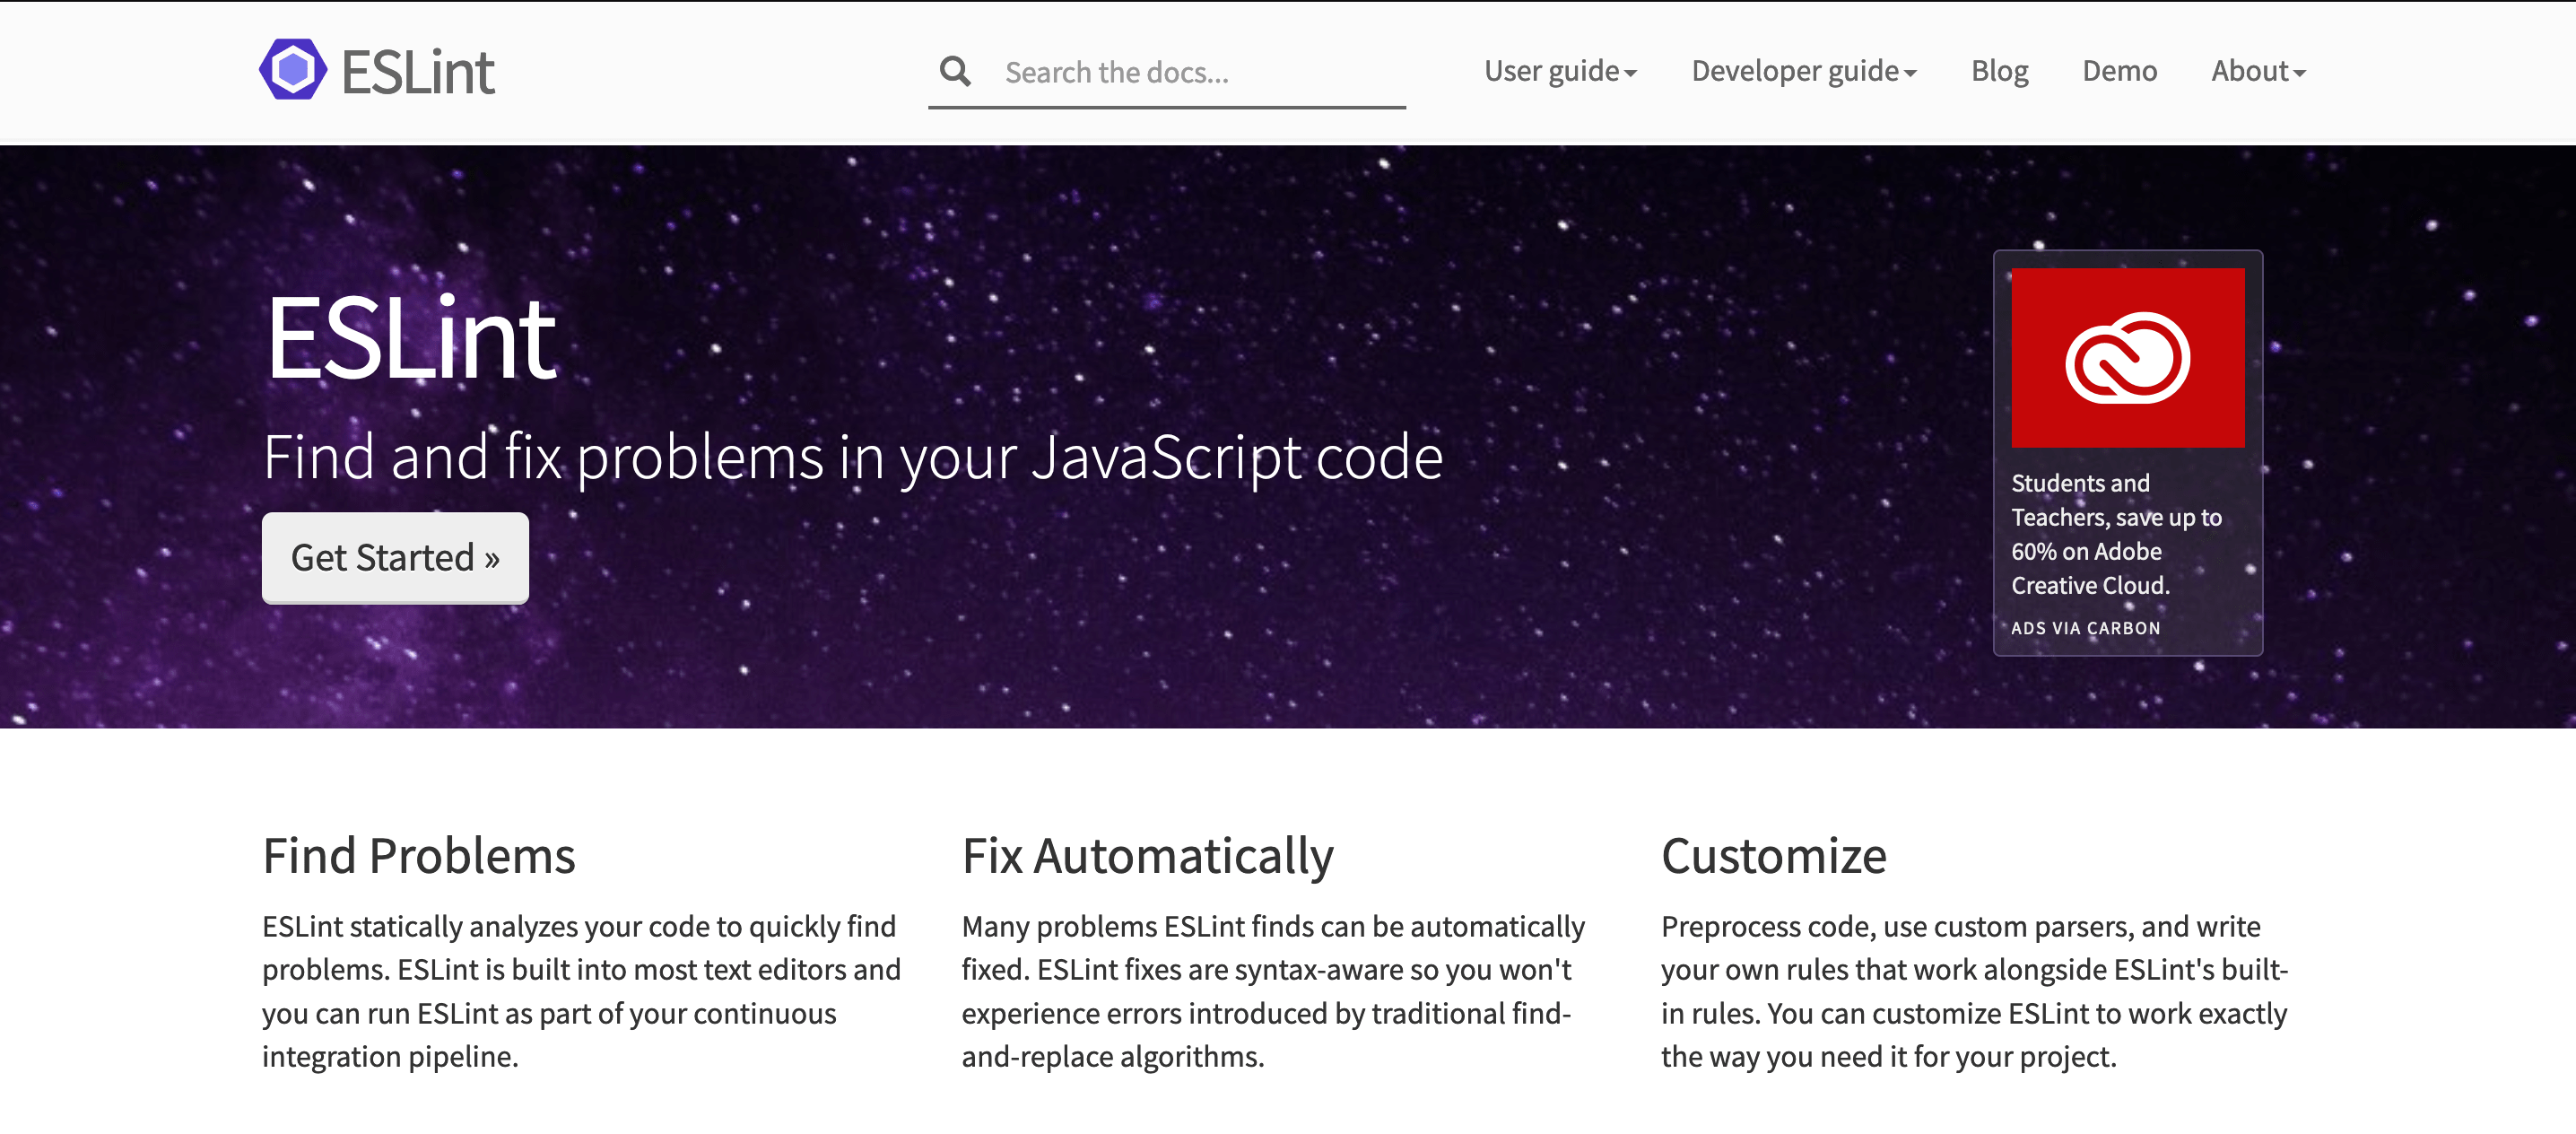 ESLint
Search the docs...
User guide
Developer guide
Blog
Demo
About
ESLint
Find and fix problems in your JavaScript code
Get Started »
Students and
Teachers, save up to
60% on Adobe
Creative Cloud.
ADS VIA CARBON
Find Problems
ESLint statically analyzes your code to quickly find
problems. ESLint is built into most text editors and
you can run ESLint as part of your continuous
integration pipeline.
Fix Automatically
Many problems ESLint finds can be automatically
fixed. ESLint fixes are syntax-aware so you won't
experience errors introduced by traditional find-
and-replace algorithms.
Customize
Preprocess code, use custom parsers, and write
your own rules that work alongside ESLint's built-
in rules. You can customize ESLint to work exactly
the way you need it for your project.